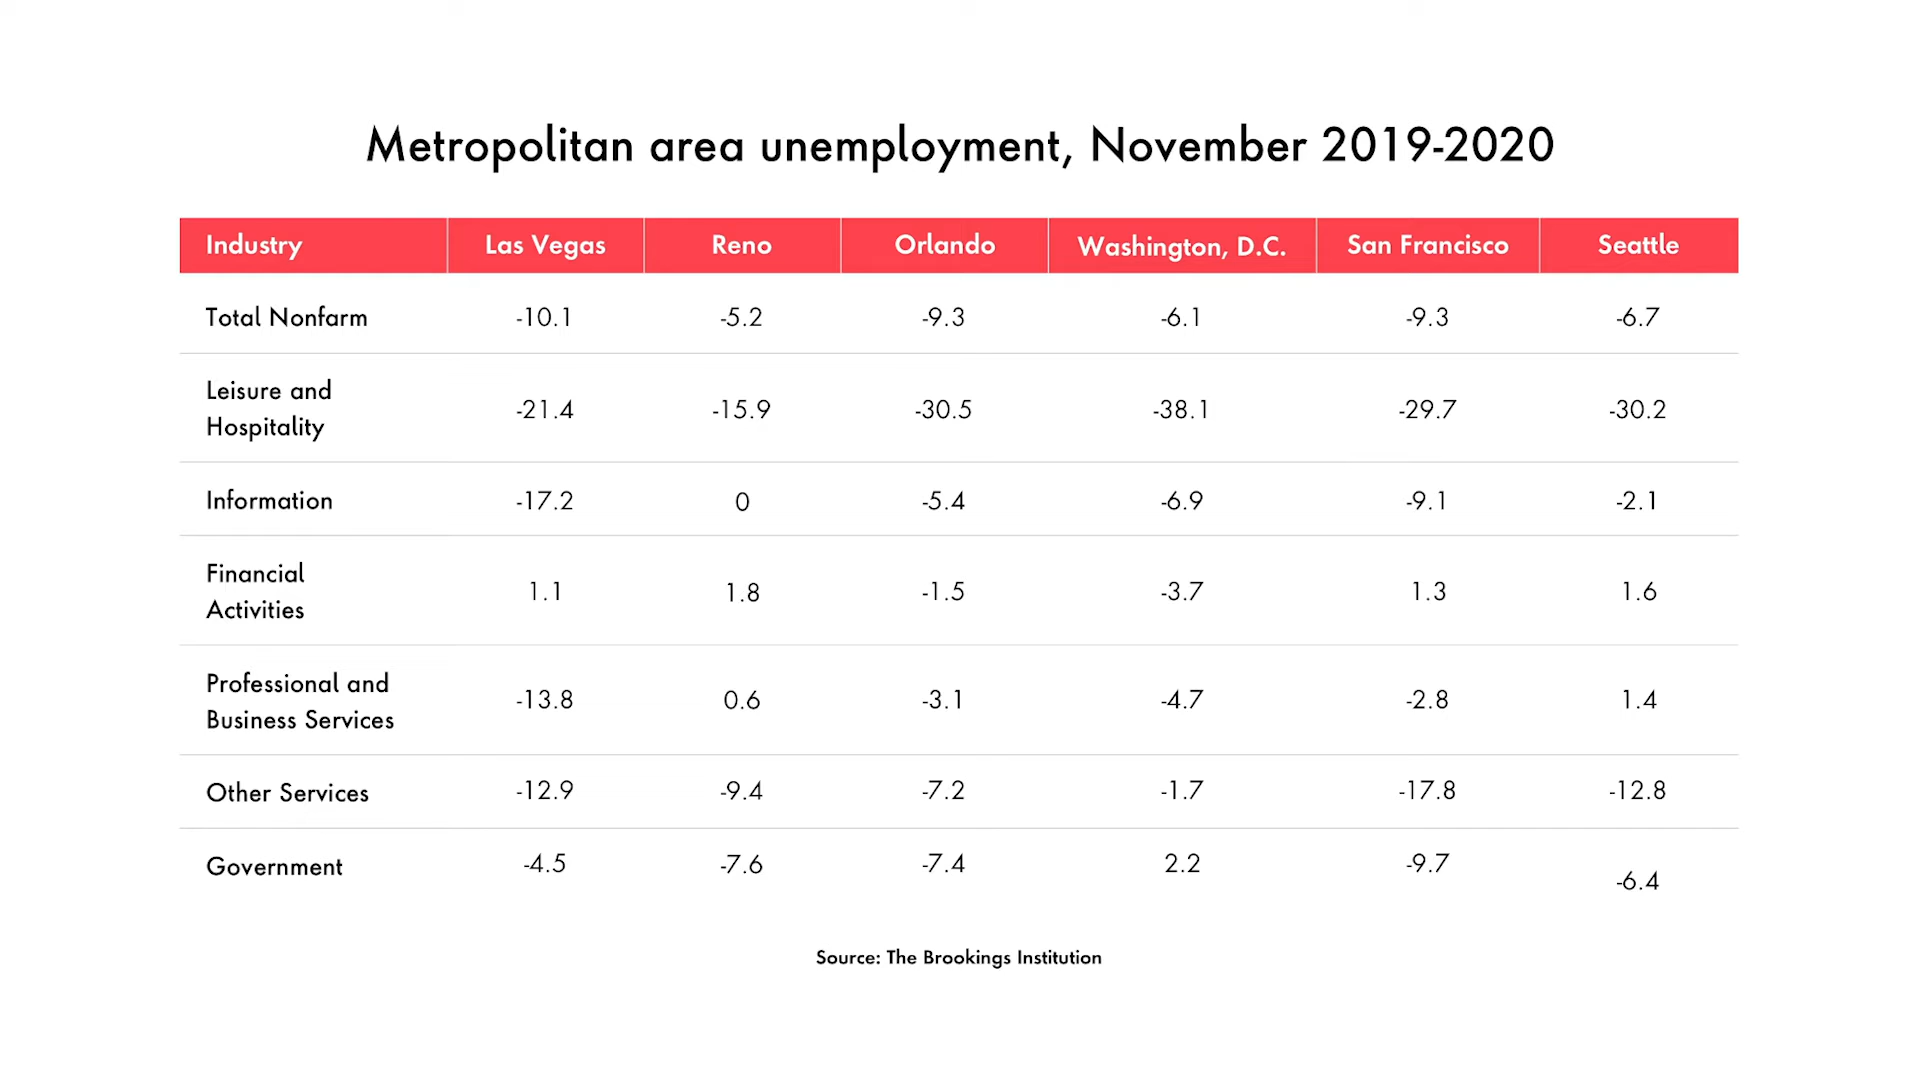 Metropolitan area unemployment, November 2019-2020
Industry Las Vegas Reno Orlando Washington, D.C. San Francisco Seattle
Total Nonfarm -10.1 -5.2 -9.3 -6.1 -9.3 -6.7
Leisure and
Hospitality -21.4 -15.9 -30.5 -38.1 -29.7 -30.2
Information -17.2 0 -5.4 -6.9 -9.1 -2.1
Financial
Activities 1.1 1.8 -1.5 -3.7 1.3 1.6
Professional and
Business Services -13.8 0.6 -3.1 -4.7 -2.8 1.4
Other Services -12.9 -9.4 -7.2 -1.7 -17.8 -12.8
Government -4.5 -7.6 -7.4 2.2 -9.7 -6.4
Source: The Brookings Institution